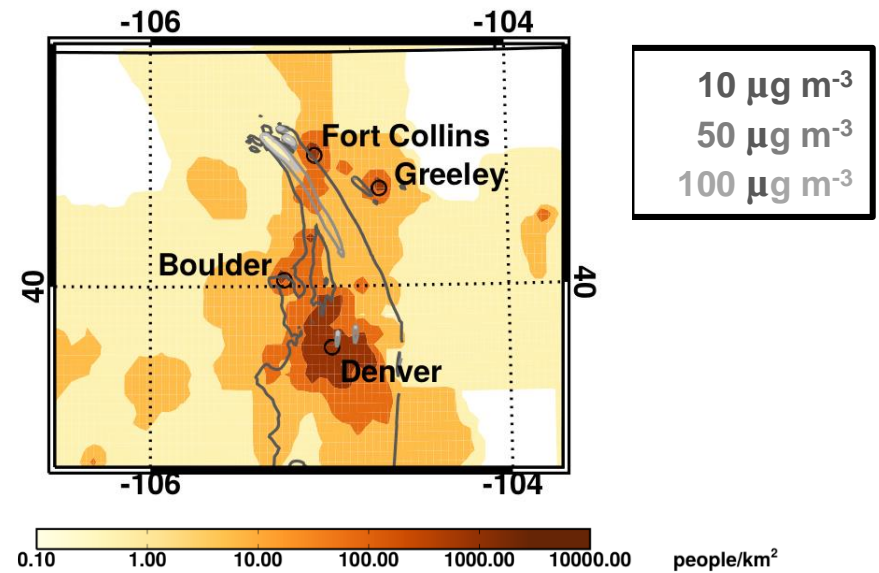 -106 -104
10 µg m-3
50 µg m-3
100 µg m-3
Fort Collins
Greeley
Boulder
40 40
Denver
-106 -104
0.10 1.00 10.00 100.00 1000.00 10000.00 people/km²